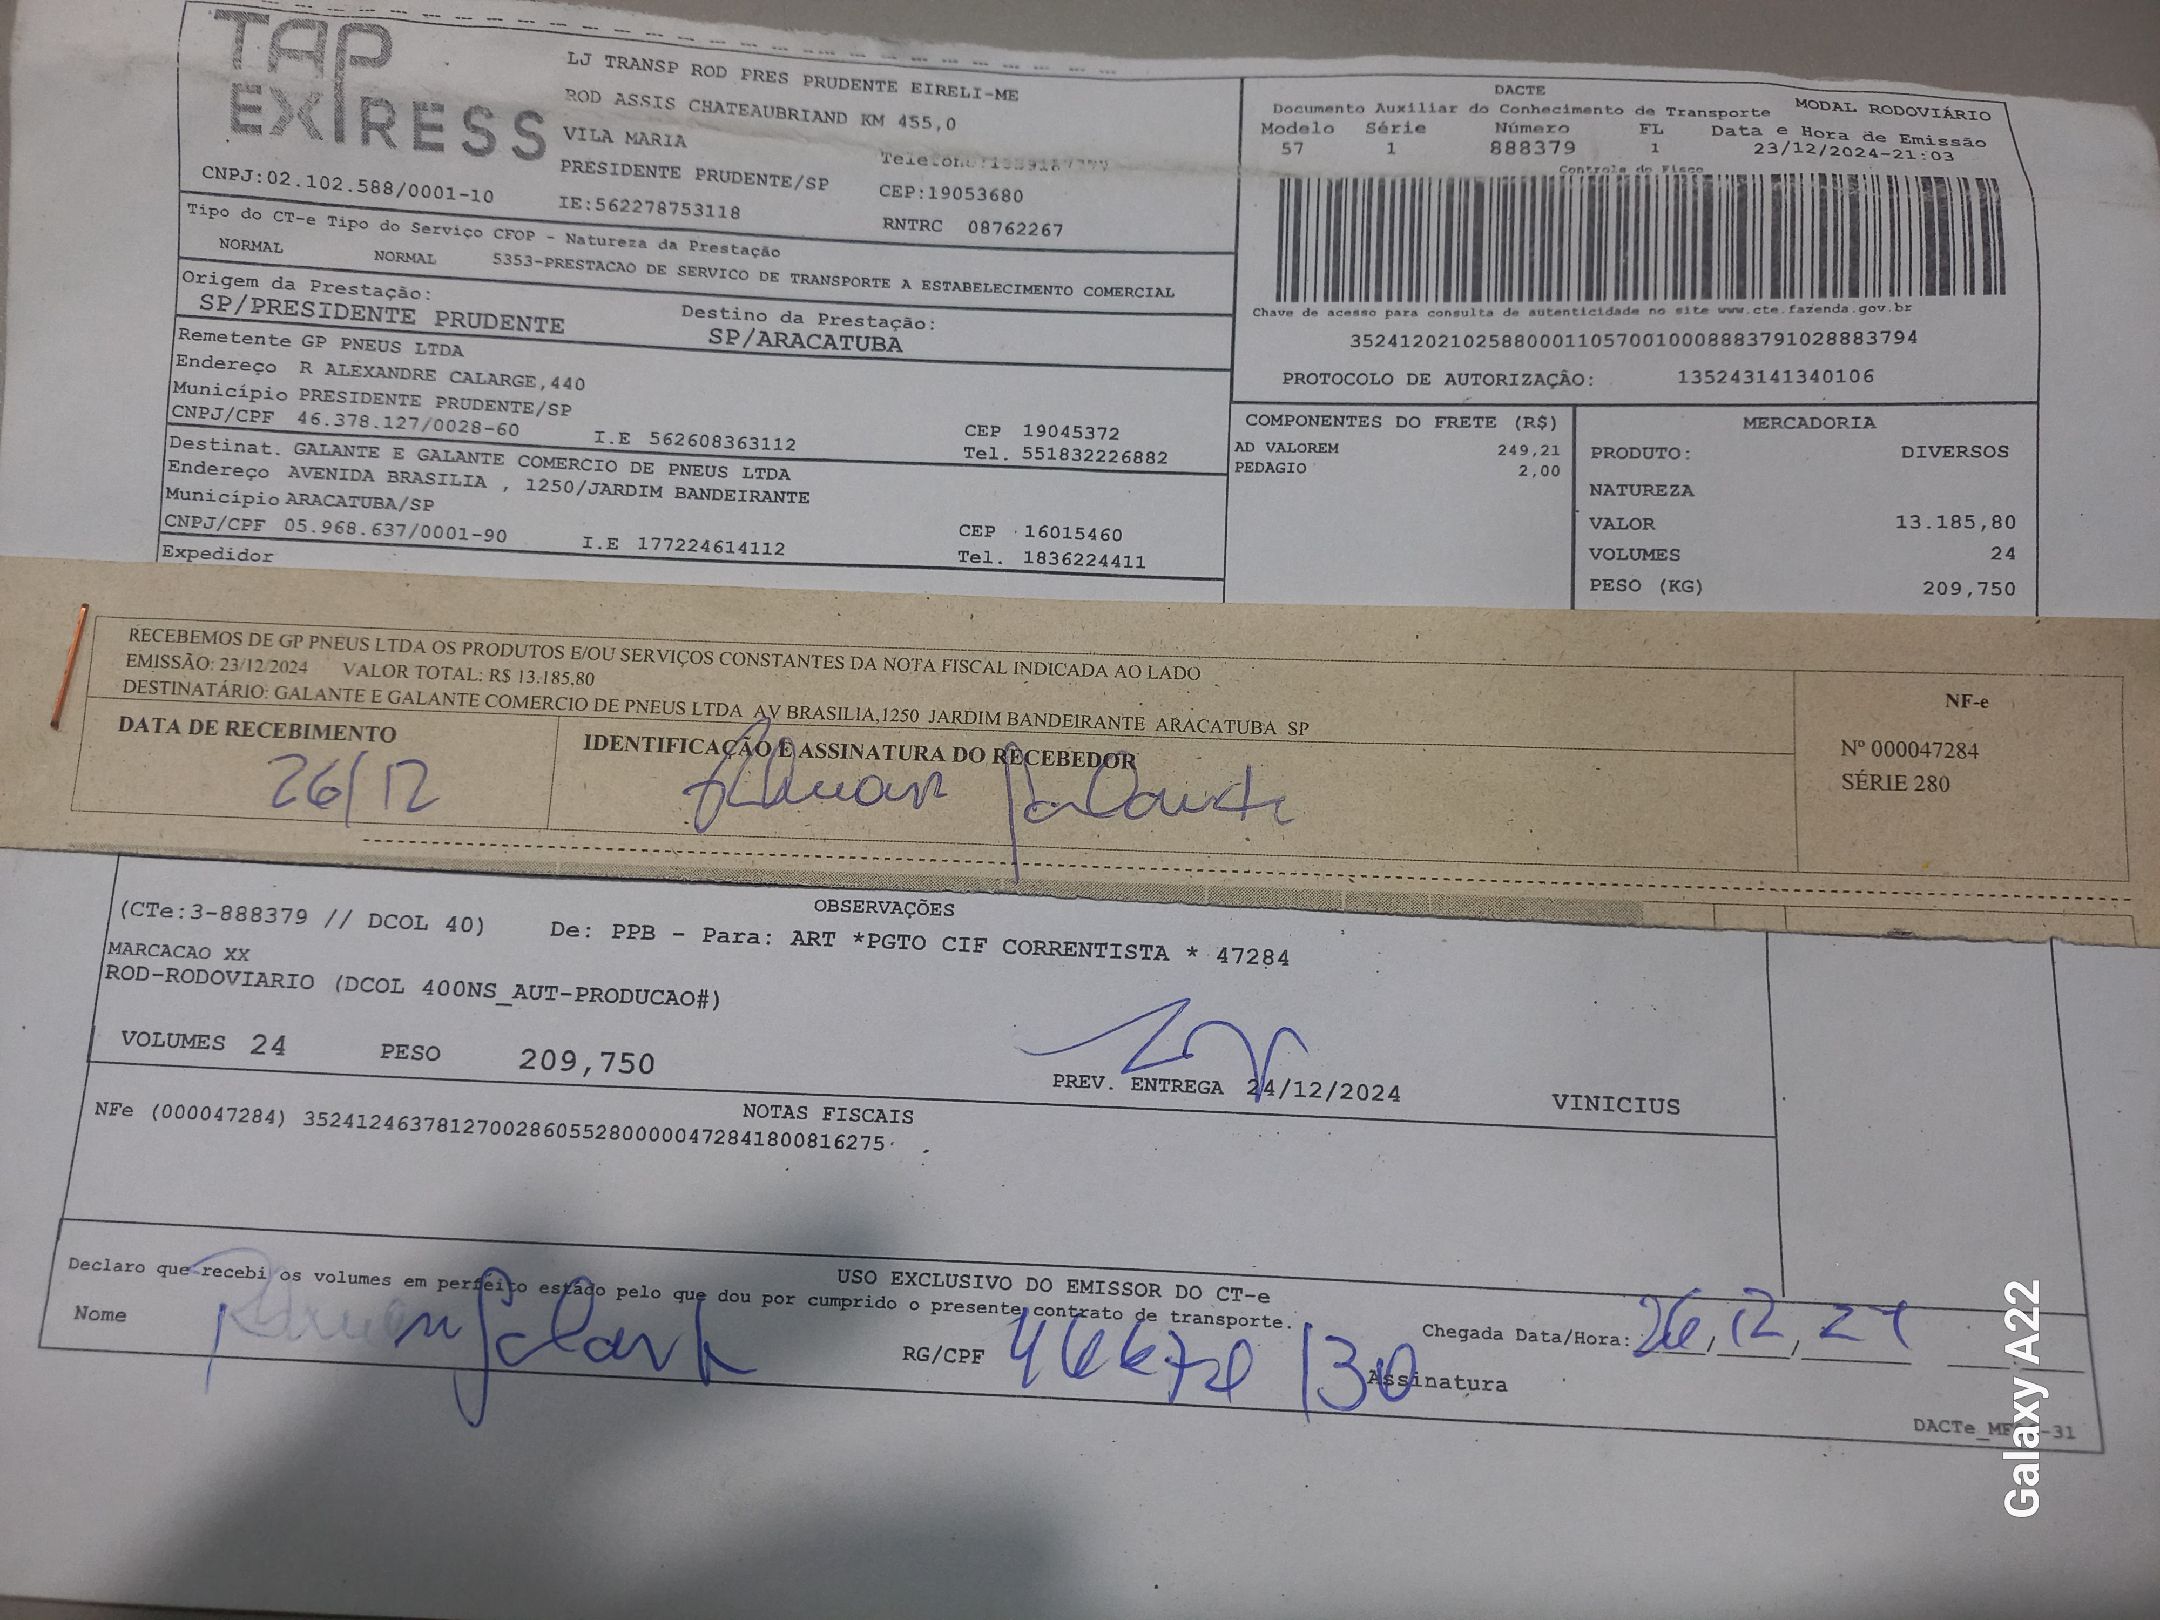 TAP
EXPRESS
CNPJ:02.102.588/0001-10
LJ TRANSP ROD PRES PRUDENTE EIRELI-ME
ROD ASSIS CHATEAUBRIAND KM 455,0
VILA MARIA
PRESIDENTE PRUDENTE/SP
CEP:19053680
IE:562278753118
RNTRC 08762267
DACTE
Documento Auxiliar do Conhecimento de Transporte MODAL RODOVIÁRIO
Modelo Série Número FL Data e Hora de Emissão
57 1 888379 1 23/12/2024-21:03
Controle do Fisco
Chave de acesso para consulta de autenticidade no site www.cte.fazenda.gov.br
35241202102588000110570010008883791028883794
PROTOCOLO DE AUTORIZAÇÃO: 135243141340106
Tipo do CT-e Tipo do Serviço CFOP - Natureza da Prestação
NORMAL NORMAL 5353-PRESTACAO DE SERVICO DE TRANSPORTE A ESTABELECIMENTO COMERCIAL
Origem da Prestação: Destino da Prestação:
SP/PRESIDENTE PRUDENTE SP/ARACATUBA
Remetente GP PNEUS LTDA
Endereço R ALEXANDRE CALARGE,440
Município PRESIDENTE PRUDENTE/SP CEP 19045372
CNPJ/CPF 46.378.127/0028-60 I.E 562608363112 Tel. 551832226882
Destinat. GALANTE E GALANTE COMERCIO DE PNEUS LTDA
Endereço AVENIDA BRASILIA , 1250/JARDIM BANDEIRANTE
Município ARACATUBA/SP CEP 16015460
CNPJ/CPF 05.968.637/0001-90 I.E 177224614112 Tel. 1836224411
Expedidor
COMPONENTES DO FRETE (R$)
AD VALOREM 249,21
PEDAGIO 2,00
MERCADORIA
PRODUTO: DIVERSOS
NATUREZA
VALOR 13.185,80
VOLUMES 24
PESO (KG) 209,750
RECEBEMOS DE GP PNEUS LTDA OS PRODUTOS E/OU SERVIÇOS CONSTANTES DA NOTA FISCAL INDICADA AO LADO
EMISSÃO: 23/12/2024 VALOR TOTAL: R$ 13.185,80
DESTINATÁRIO: GALANTE E GALANTE COMERCIO DE PNEUS LTDA AV BRASILIA,1250 JARDIM BANDEIRANTE ARACATUBA SP
DATA DE RECEBIMENTO IDENTIFICAÇÃO E ASSINATURA DO RECEBEDOR
26/12
NF-e
Nº 000047284
SÉRIE 280
OBSERVAÇÕES
(CTe:3-888379 // DCOL 40) De: PPB - Para: ART *PGTO CIF CORRENTISTA * 47284
MARCACAO XX
ROD-RODOVIARIO (DCOL 400NS_AUT-PRODUCAO#)
VOLUMES 24 PESO 209,750 PREV. ENTREGA 24/12/2024 VINICIUS
NOTAS FISCAIS
NFe (000047284) 35241246378127002860552800000472841800816275
USO EXCLUSIVO DO EMISSOR DO CT-e
Declaro que recebi os volumes em perfeito estado pelo que dou por cumprido o presente contrato de transporte.
Chegada Data/Hora: 26,12,24
Nome RG/CPF Assinatura
Galaxy A22